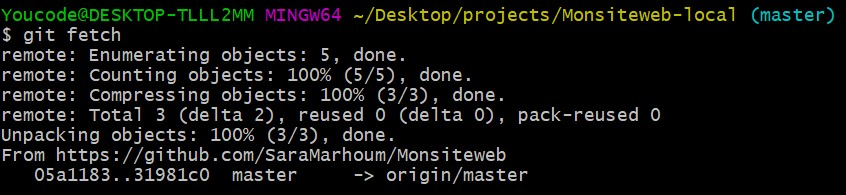 Youcode@DESKTOP-TLLL2MM MINGW64 ~/Desktop/projects/Monsiteweb-local (master)
$ git fetch
remote: Enumerating objects: 5, done.
remote: Counting objects: 100% (5/5), done.
remote: Compressing objects: 100% (3/3), done.
remote: Total 3 (delta 2), reused 0 (delta 0), pack-reused 0
Unpacking objects: 100% (3/3), done.
From https://github.com/SaraMarhoum/Monsiteweb
   05a1183..31981c0  master     -> origin/master